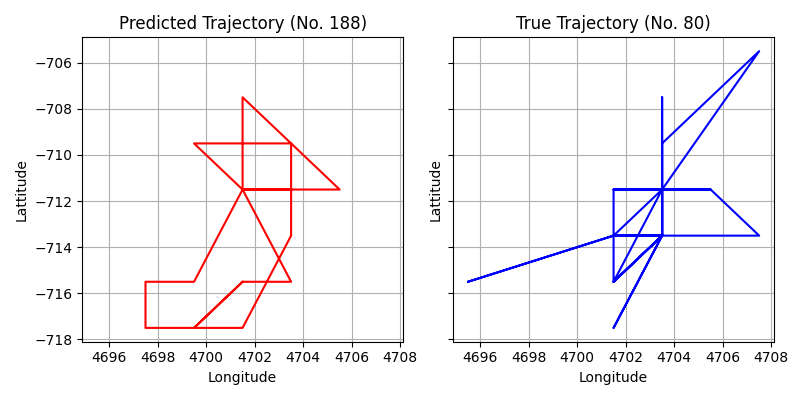 Predicted Trajectory (No. 188)
True Trajectory (No. 80)
−706
−708
−710
−712
−714
−716
−718
Lattitude
Lattitude
4696 4698 4700 4702 4704 4706 4708
4696 4698 4700 4702 4704 4706 4708
Longitude
Longitude